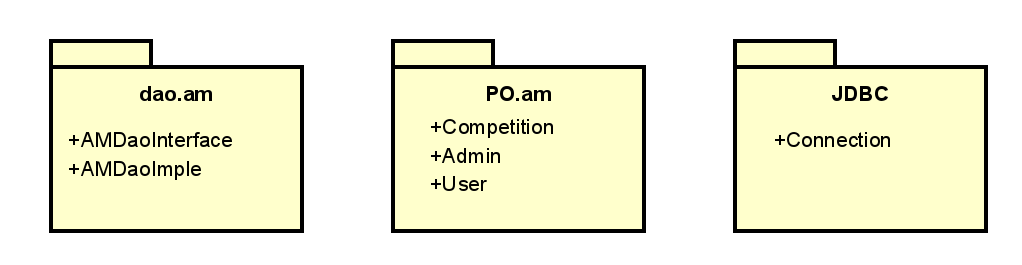 dao.am
+AMDaoInterface
+AMDaoImple
PO.am
+Competition
+Admin
+User
JDBC
+Connection